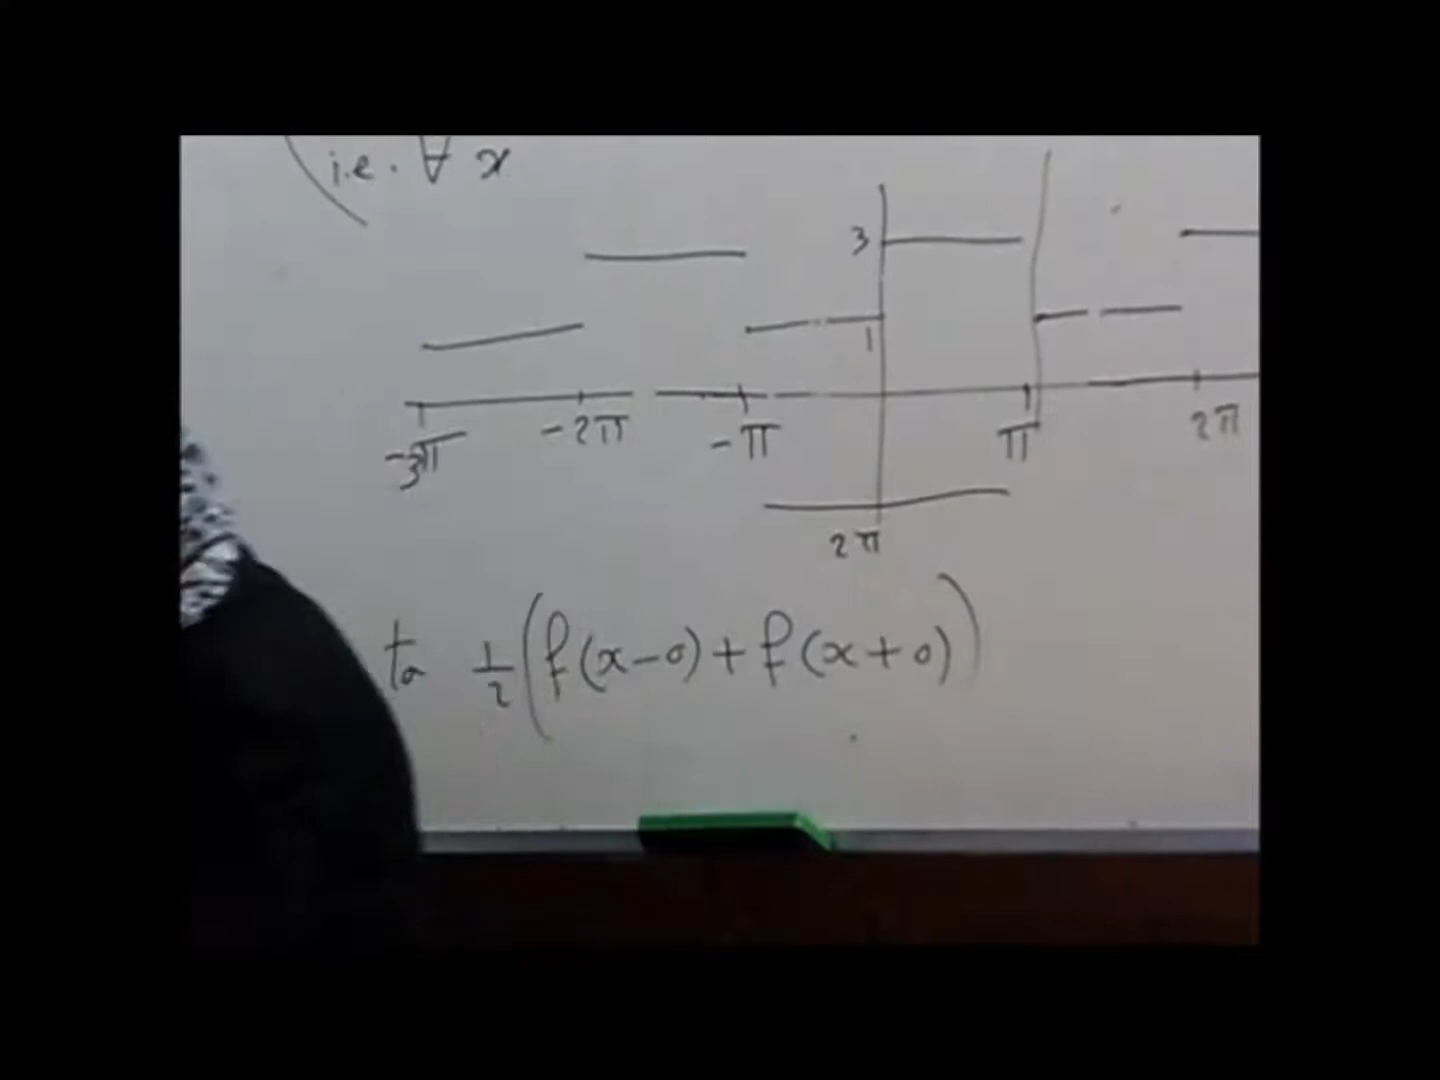 i.e. ∀ x
3
1
-3π -2π -π π 2π
2π
to 1/2 (f(x-0) + f(x+0))